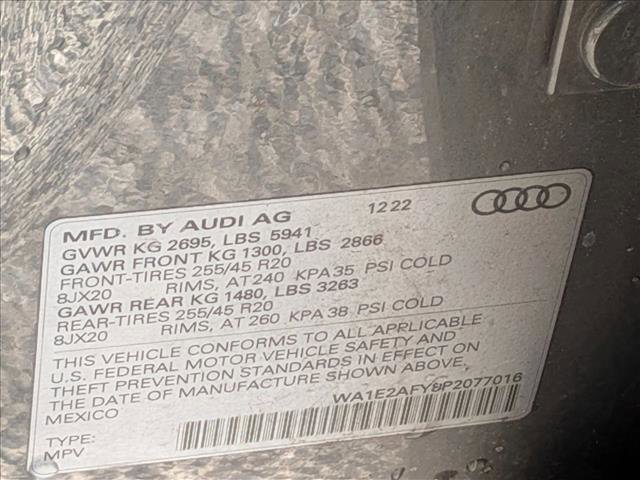 MFD. BY AUDI AG 12 22
GVWR KG 2695, LBS 5941
GAWR FRONT KG 1300, LBS 2866
FRONT-TIRES 255/45 R20
8JX20 RIMS, AT 240 KPA 35 PSI COLD
GAWR REAR KG 1480, LBS 3263
REAR-TIRES 255/45 R20
8JX20 RIMS, AT 260 KPA 38 PSI COLD
THIS VEHICLE CONFORMS TO ALL APPLICABLE
U.S. FEDERAL MOTOR VEHICLE SAFETY AND
THEFT PREVENTION STANDARDS IN EFFECT ON
THE DATE OF MANUFACTURE SHOWN ABOVE.
MEXICO WA1E2AFY8P2077016
TYPE:
MPV